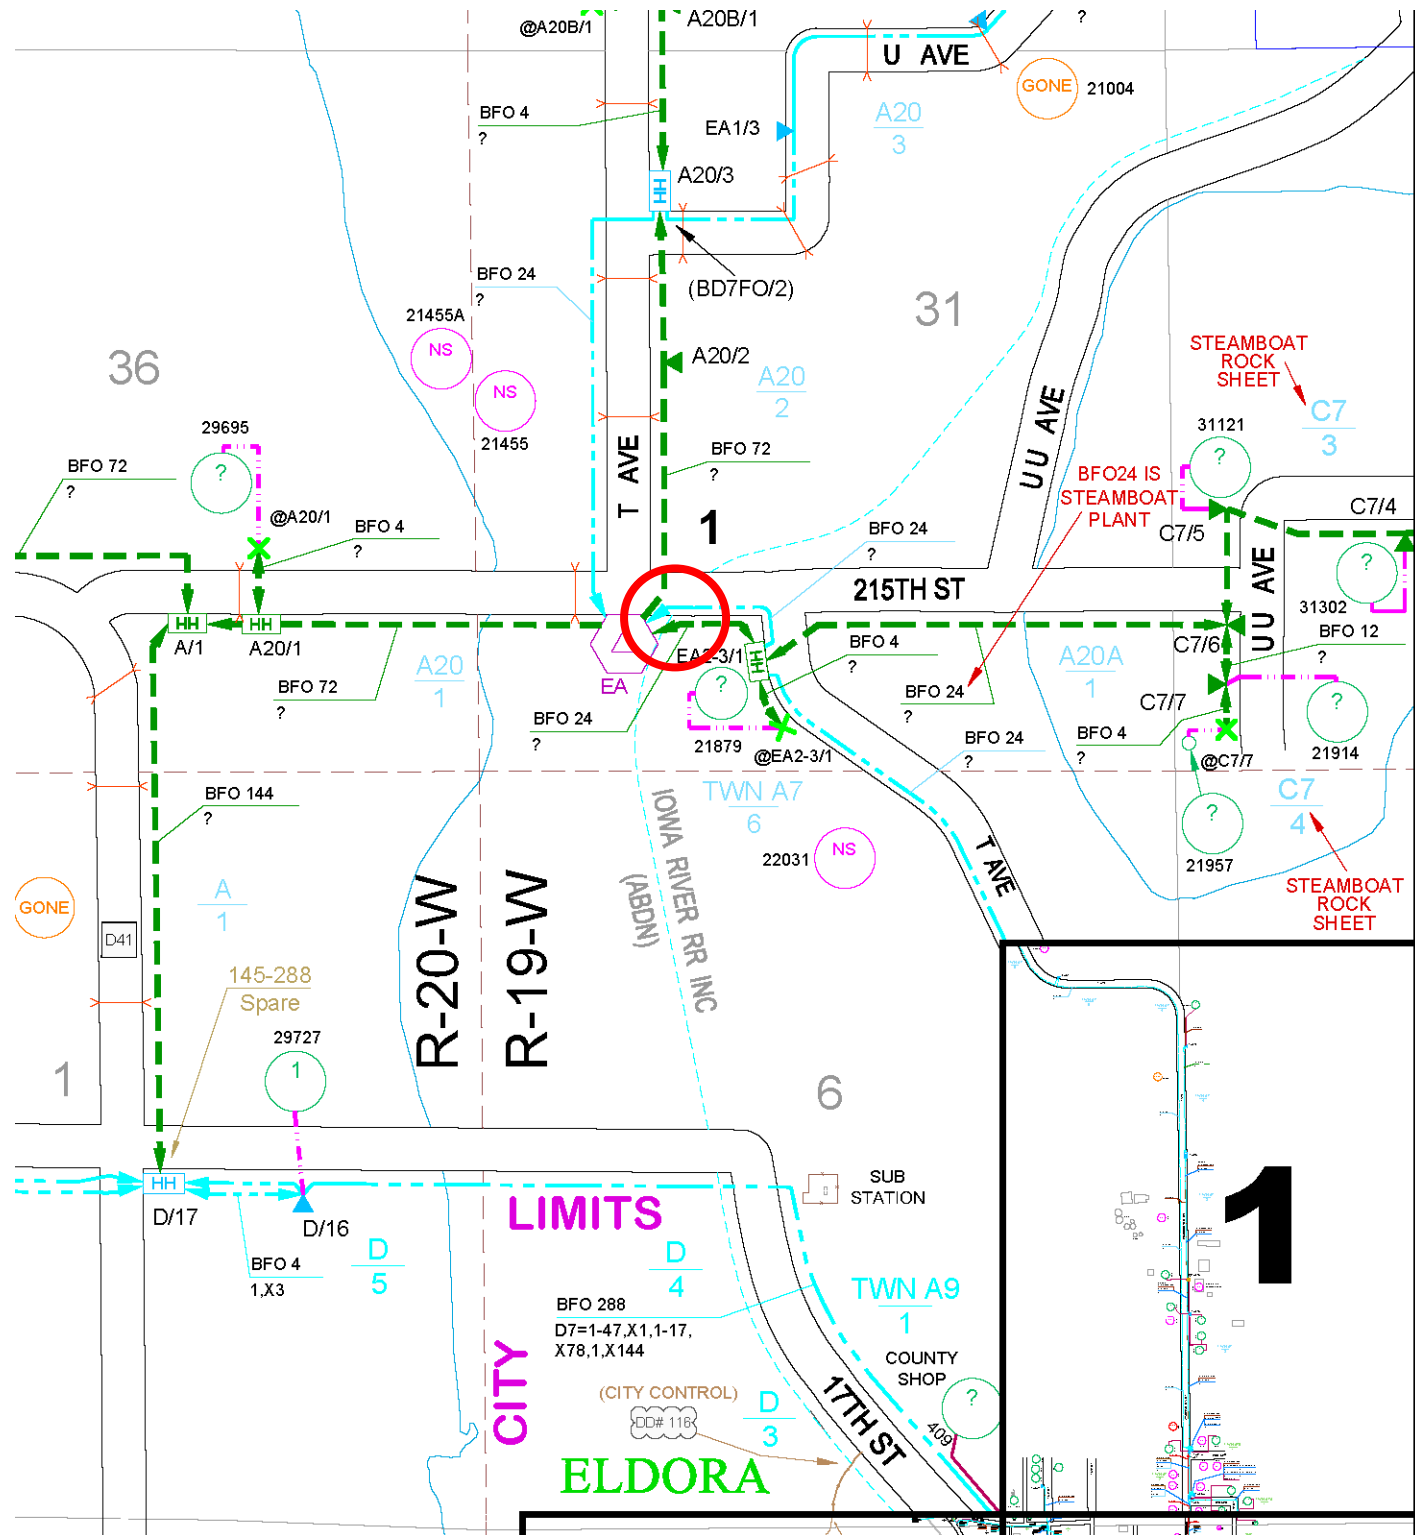 @A20B/1
A20B/1
?
U AVE
GONE
21004
BFO 4
?
EA1/3
A20
3
A20/3
BFO 24
?
(BD7FO/2)
31
21455A
NS
NS
21455
36
A20/2
A20
2
STEAMBOAT
ROCK
SHEET
C7
3
UU AVE
29695
?
BFO 72
?
@A20/1
BFO 4
?
T AVE
BFO 72
?
1
BFO24 IS
STEAMBOAT
PLANT
31121
?
C7/5
C7/4
BFO 24
?
215TH ST
UU AVE
?
31302
BFO 12
?
HH
HH
HH
A/1
A20/1
A20
1
BFO 72
?
EA
EA2-3/1
HH
?
21879
@EA2-3/1
BFO 4
?
BFO 24
?
BFO 24
?
A20A
1
C7/6
C7/7
BFO 4
?
@C7/7
?
21914
BFO 24
?
TWN A7
6
C7
4
?
21957
STEAMBOAT
ROCK
SHEET
BFO 144
?
IOWA RIVER RR INC
(ABDN)
22031
NS
T AVE
GONE
A
1
D41
R-20-W
R-19-W
145-288
Spare
29727
1
1
6
HH
D/17
D/16
BFO 4
1,X3
D
5
LIMITS
CITY
D
4
SUB
STATION
TWN A9
1
1
BFO 288
D7=1-47,X1,1-17,
X78,1,X144
COUNTY
SHOP
?
409
(CITY CONTROL)
DD# 116
D
3
17TH ST
ELDORA